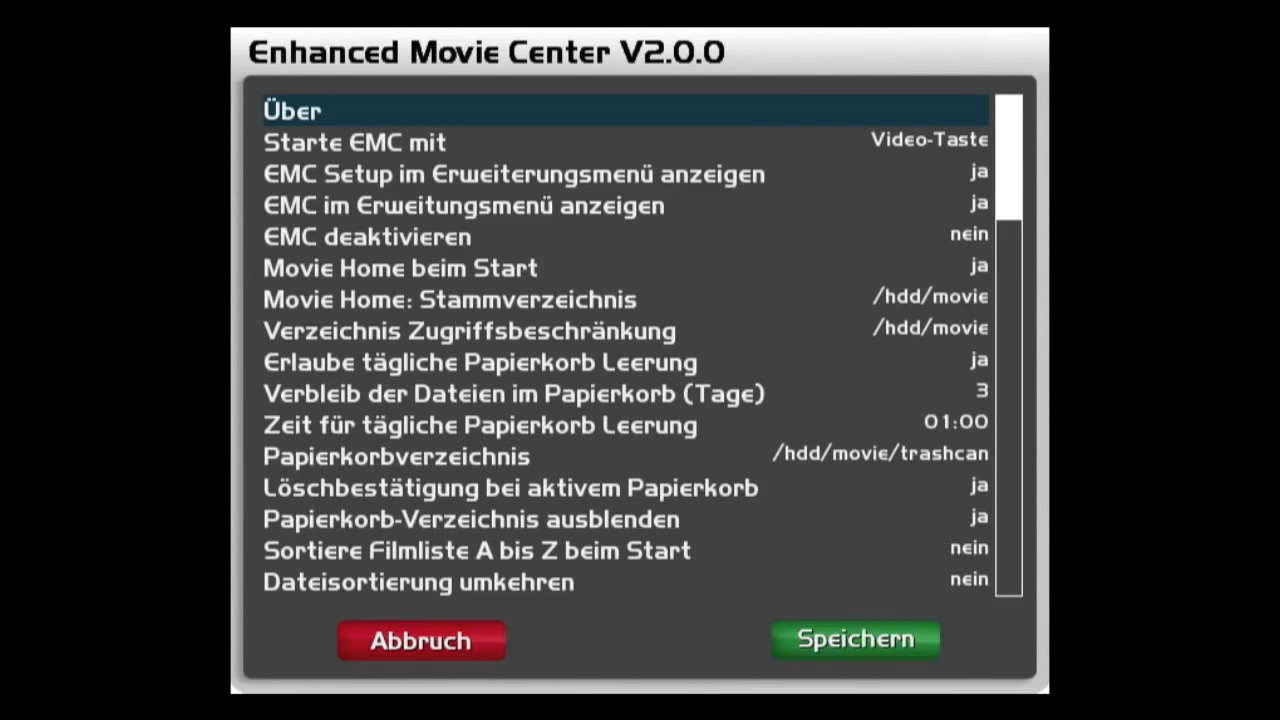 Enhanced Movie Center V2.0.0
Über
Starte EMC mit Video-Taste
EMC Setup im Erweiterungsmenü anzeigen ja
EMC im Erweitungsmenü anzeigen ja
EMC deaktivieren nein
Movie Home beim Start ja
Movie Home: Stammverzeichnis /hdd/movie
Verzeichnis Zugriffsbeschränkung /hdd/movie
Erlaube tägliche Papierkorb Leerung ja
Verbleib der Dateien im Papierkorb (Tage) 3
Zeit für tägliche Papierkorb Leerung 01:00
Papierkorbverzeichnis /hdd/movie/trashcan
Löschbestätigung bei aktivem Papierkorb ja
Papierkorb-Verzeichnis ausblenden ja
Sortiere Filmliste A bis Z beim Start nein
Dateisortierung umkehren nein
Abbruch Speichern